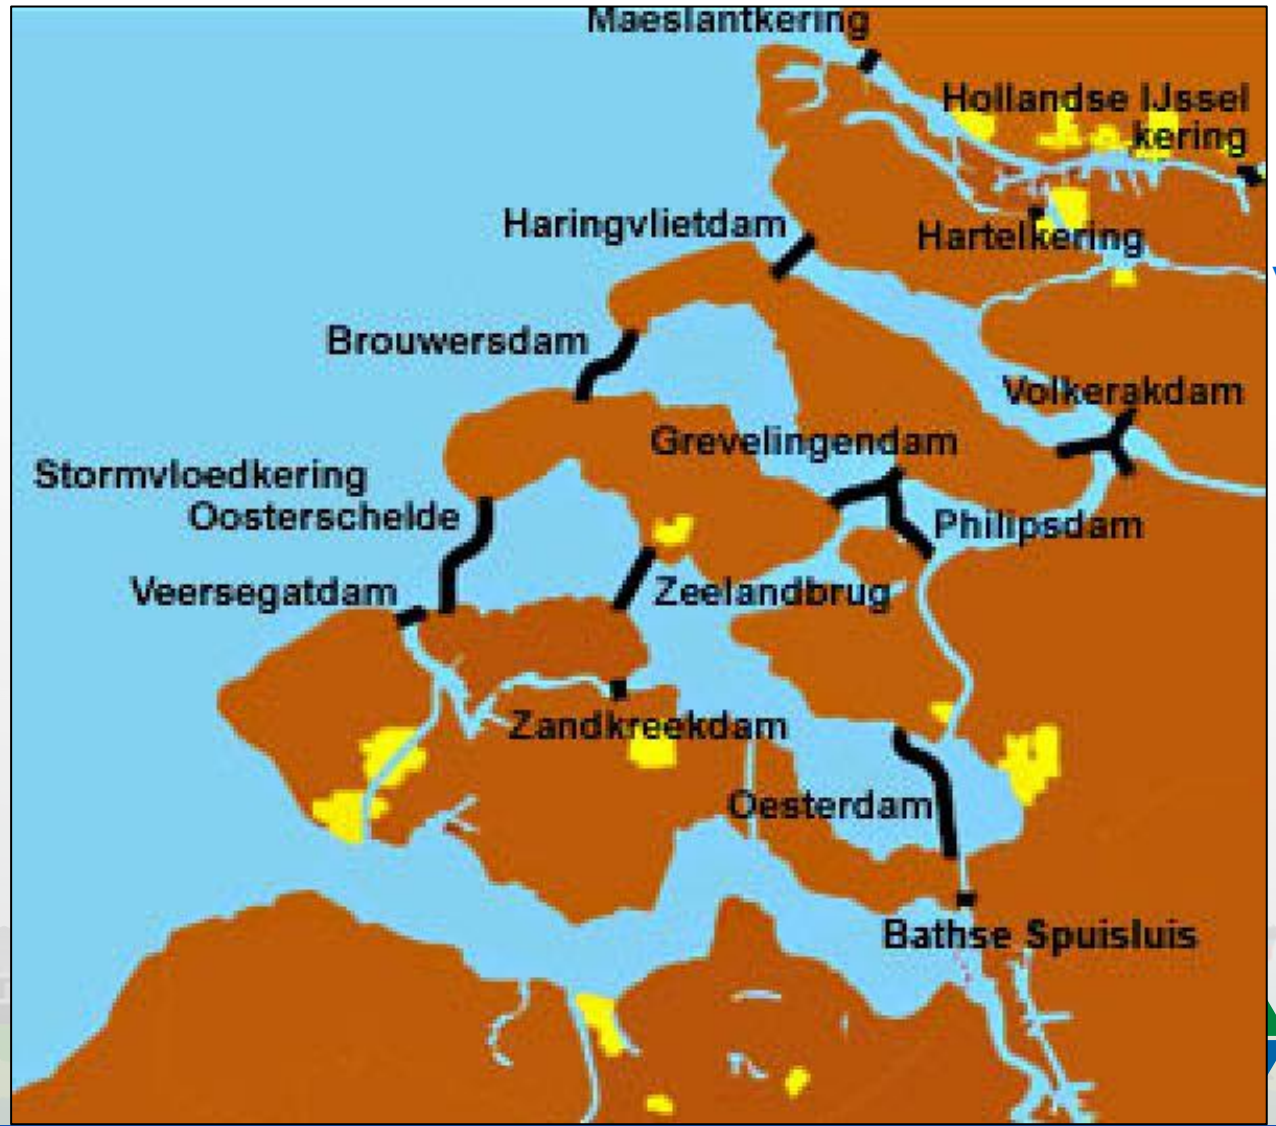 Maeslantkering
Hollandse IJssel
kering
Haringvlietdam
Hartelkering
Brouwersdam
Volkerakdam
Grevelingendam
Stormvloedkering
Oosterschelde
Philipsdam
Veersegatdam
Zeelandbrug
Zandkreekdam
Oesterdam
Bathse Spuisluis